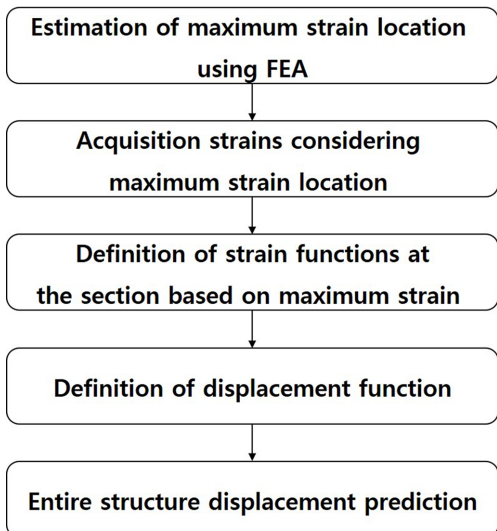 Estimation of maximum strain location
using FEA
Acquisition strains considering
maximum strain location
Definition of strain functions at
the section based on maximum strain
Definition of displacement function
Entire structure displacement prediction